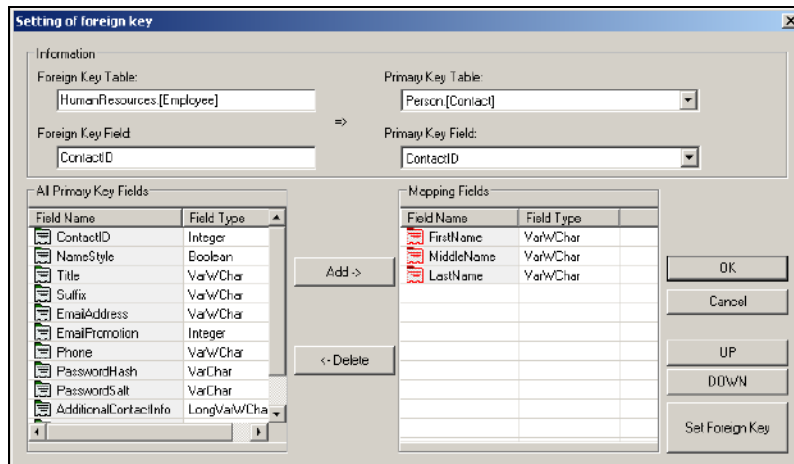 Setting of foreign key
Information
Foreign Key Table:
Primary Key Table:
HumanResources.[Employee]
=>
Person.[Contact]
Foreign Key Field:
Primary Key Field:
ContactID
ContactID
All Primary Key Fields
Mapping Fields
Field Name Field Type
Field Name Field Type
ContactID Integer
FirstName VarWChar
NameStyle Boolean
MiddleName VarWChar
Title VarWChar
LastName VarWChar
Suffix VarWChar
EmailAddress VarWChar
EmailPromotion Integer
Phone VarWChar
PasswordHash VarChar
PasswordSalt VarChar
AdditionalContactInfo LongVarWCha
Add ->
<- Delete
OK
Cancel
UP
DOWN
Set Foreign Key